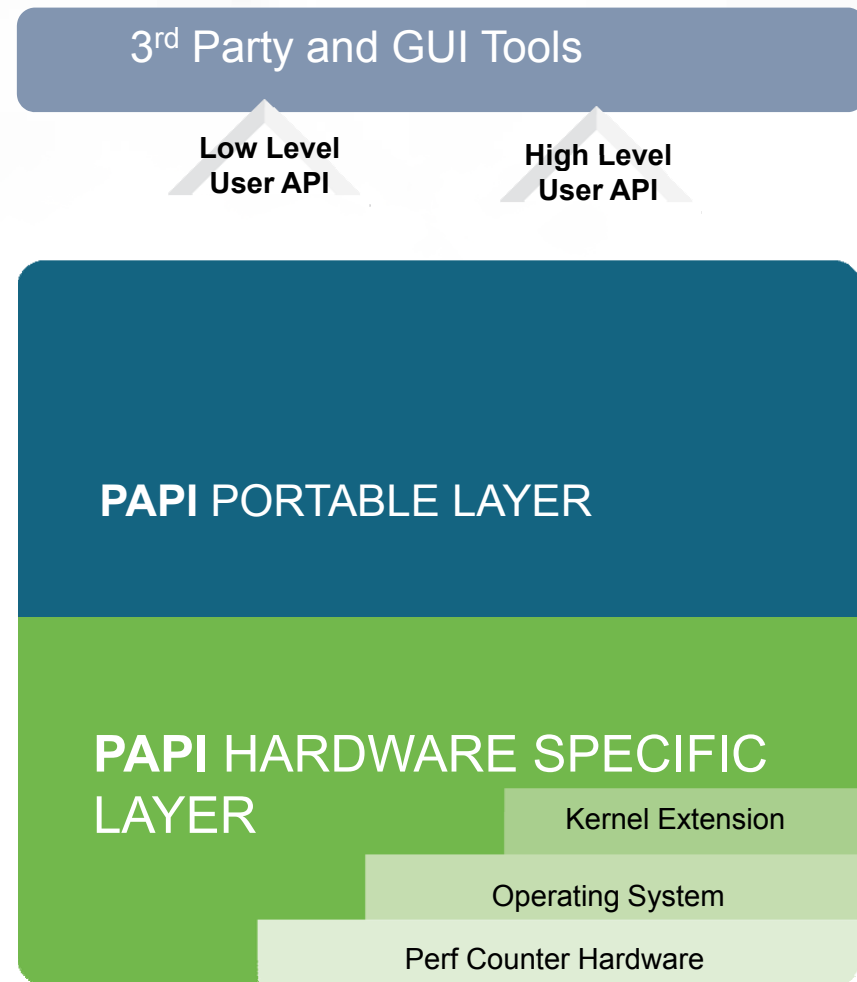 3rd Party and GUI Tools
Low Level
User API
High Level
User API
PAPI PORTABLE LAYER
PAPI HARDWARE SPECIFIC
LAYER
Kernel Extension
Operating System
Perf Counter Hardware